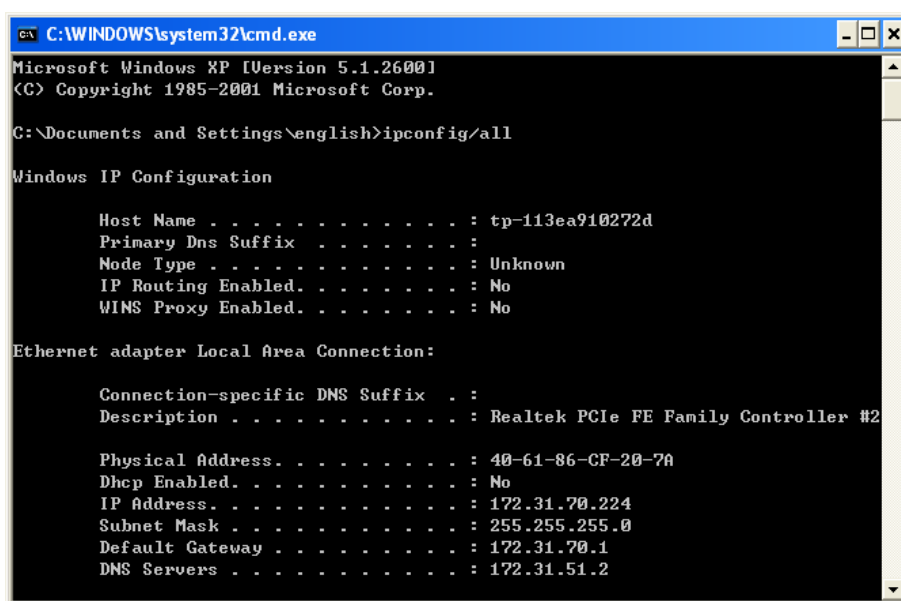 C:\WINDOWS\system32\cmd.exe
Microsoft Windows XP [Version 5.1.2600]
(C) Copyright 1985-2001 Microsoft Corp.
C:\Documents and Settings\english>ipconfig/all
Windows IP Configuration
Host Name . . . . . . . . . . . . : tp-113ea910272d
Primary Dns Suffix  . . . . . . . :
Node Type . . . . . . . . . . . . : Unknown
IP Routing Enabled. . . . . . . . : No
WINS Proxy Enabled. . . . . . . . : No
Ethernet adapter Local Area Connection:
Connection-specific DNS Suffix  . :
Description . . . . . . . . . . . : Realtek PCIe FE Family Controller #2
Physical Address. . . . . . . . . : 40-61-86-CF-20-7A
Dhcp Enabled. . . . . . . . . . . : No
IP Address. . . . . . . . . . . . : 172.31.70.224
Subnet Mask . . . . . . . . . . . : 255.255.255.0
Default Gateway . . . . . . . . . : 172.31.70.1
DNS Servers . . . . . . . . . . . : 172.31.51.2